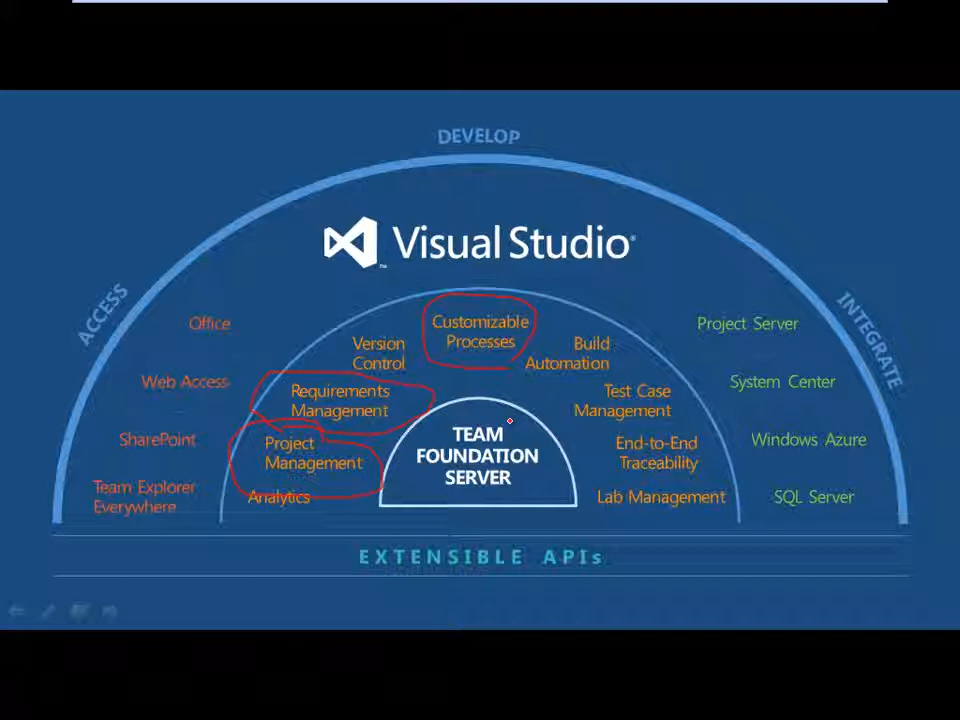 DEVELOP
Visual Studio®
™
ACCESS
INTEGRATE
Office
Web Access
SharePoint
Team Explorer
Everywhere
Customizable
Processes
Version
Control
Requirements
Management
Project
Management
Analytics
Build
Automation
Test Case
Management
End-to-End
Traceability
Lab Management
TEAM
FOUNDATION
SERVER
Project Server
System Center
Windows Azure
SQL Server
EXTENSIBLE APIs